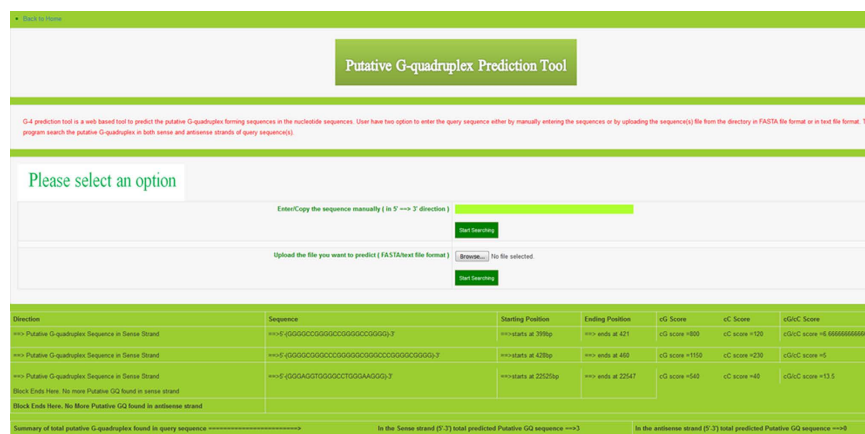 Back to Home
Putative G-quadruplex Prediction Tool
G-4 prediction tool is a web based tool to predict the putative G-quadruplex forming sequences in the nucleotide sequences. User have two option to enter the query sequence either by manually entering the sequences or by uploading the sequence(s) file from the directory in FASTA file format or in text file format. T
program search the putative G-quadruplex in both sense and antisense strands of query sequence(s).
Please select an option
Enter/Copy the sequence manually ( in 5' ==> 3' direction )
Start Searching
Upload the file you want to predict ( FASTA/text file format ) Browse... No file selected.
Start Searching
Direction Sequence Starting Position Ending Position cG Score cC Score cG/cC Score
==> Putative G-quadruplex Sequence in Sense Strand ==>5'-(GGGGCCGGGGCCGGGGCCGGGG)-3' ==>starts at 399bp ==> ends at 421 cG score =800 cC score =120
==> Putative G-quadruplex Sequence in Sense Strand ==>starts at 428bp ==> ends at 460 cG score =1150 cC score =230 cG/cC score =5
==> Putative G-quadruplex Sequence in Sense Strand ==>5'-(GGGAGGTGGGGCCTGGGAAGGG)-3' ==>starts at 22525bp ==> ends at 22547 cG score =540 cC score =40 cG/cC score =13.5
Block Ends Here. No more Putative GQ found in sense strand
Block Ends Here. No More Putative GQ found in antisense strand
Summary of total putative G-quadruplex found in query sequence ========================> In the Sense strand (5'-3') total predicted Putative GQ sequence ==>3 In the antisense strand (5'-3') total predicted Putative GQ sequence ==>0